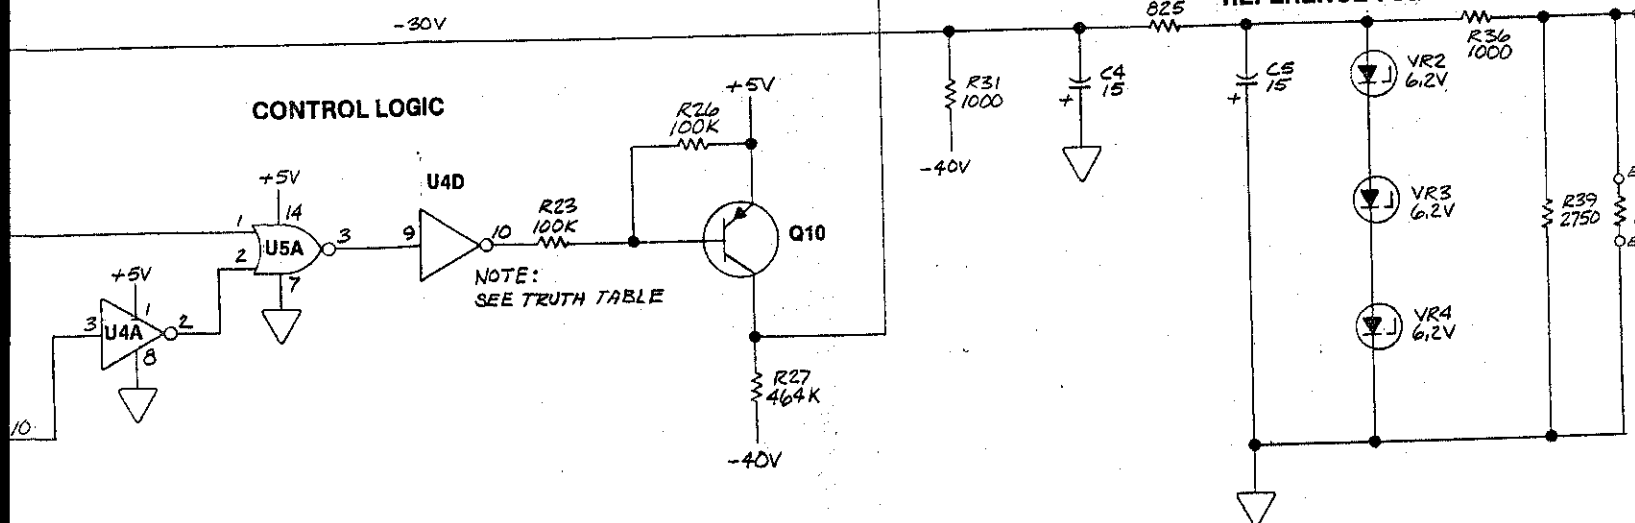 -30V
825
R36
1000
CONTROL LOGIC
+5V
R26
100K
R31
1000
-40V
C4
15
+
C5
15
+
VR2
6.2V
+5V
14
1
U5A
3
2
7
U4D
9
10
R23
100K
NOTE:
SEE TRUTH TABLE
Q10
VR3
6.2V
R39
2750
+5V
1
3
U4A
2
8
VR4
6.2V
R27
464K
-40V
10